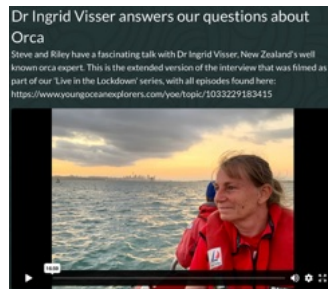 Dr Ingrid Visser answers our questions about
Orca
Steve and Riley have a fascinating talk with Dr Ingrid Visser, New Zealand's well
known orca expert. This is the extended version of the interview that was filmed as
part of our 'Live in the Lockdown' series, with all episodes found here:
https://www.youngoceanexplorers.com/yoe/topic/1033229183415